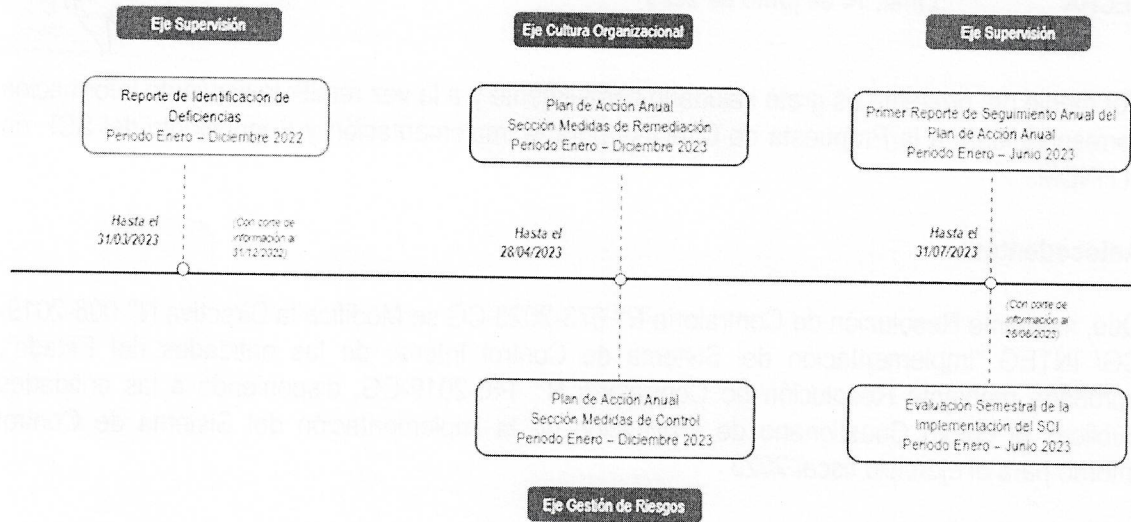 Eje Supervisión
Eje Cultura Organizacional
Eje Supervisión
Reporte de Identificación de
Deficiencias
Periodo Enero – Diciembre 2022
Plan de Acción Anual
Sección Medidas de Remediación
Periodo Enero – Diciembre 2023
Primer Reporte de Seguimiento Anual del
Plan de Acción Anual
Periodo Enero – Junio 2023
Hasta el
31/03/2023
(Con corte de
información al
31/12/2022)
Hasta el
28/04/2023
Hasta el
31/07/2023
(Con corte de
información al
Plan de Acción Anual
Sección Medidas de Control
Periodo Enero – Diciembre 2023
Evaluación Semestral de la
Implementación del SCI
Periodo Enero – Junio 2023
Eje Gestión de Riesgos